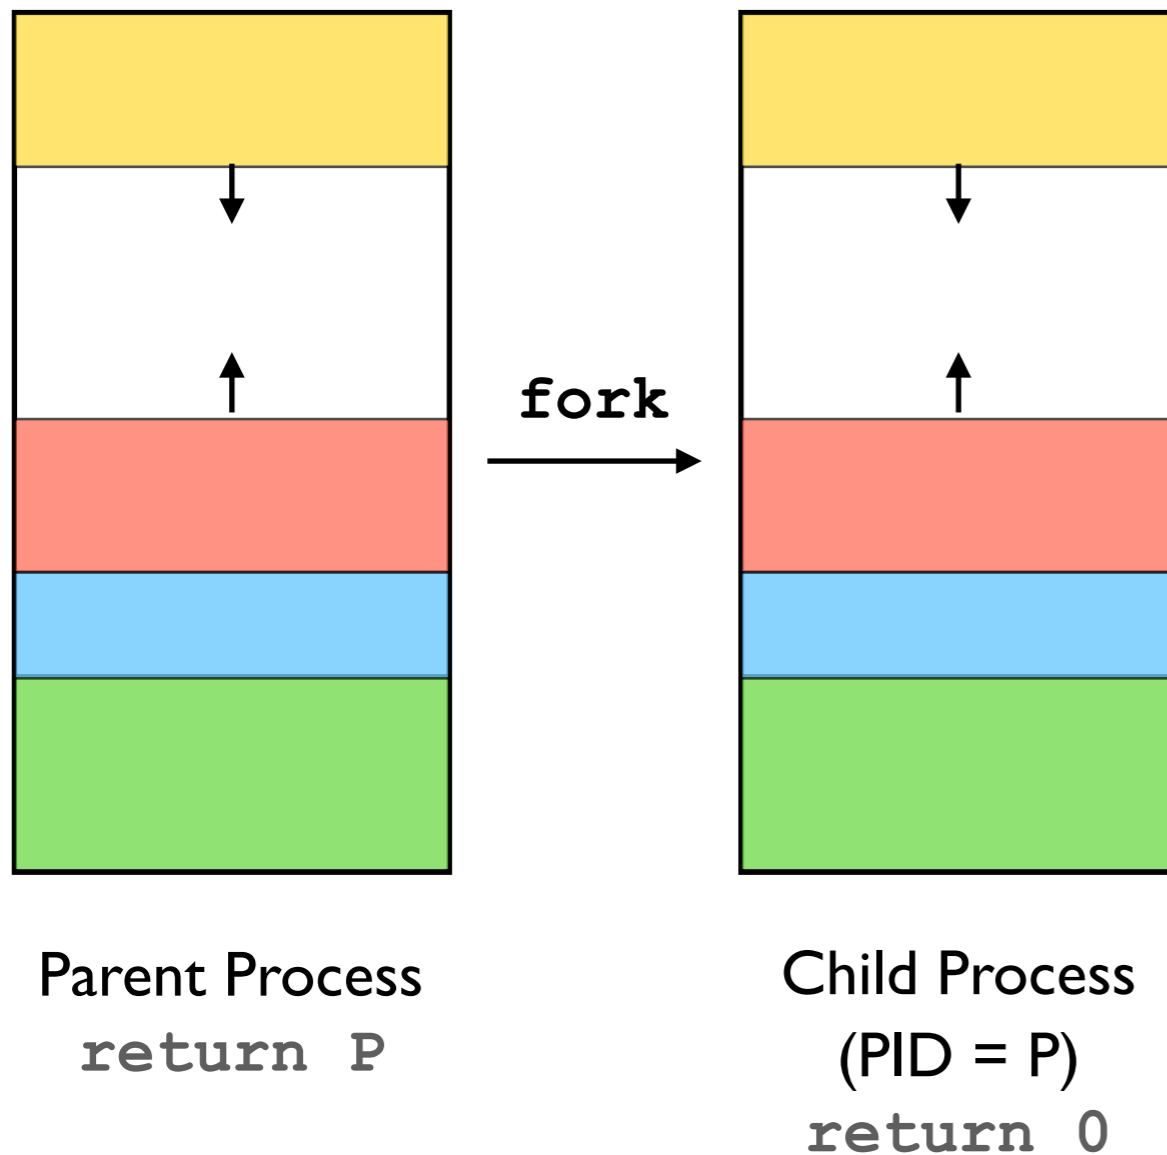 fork
Parent Process
return P
Child Process
(PID = P)
return 0